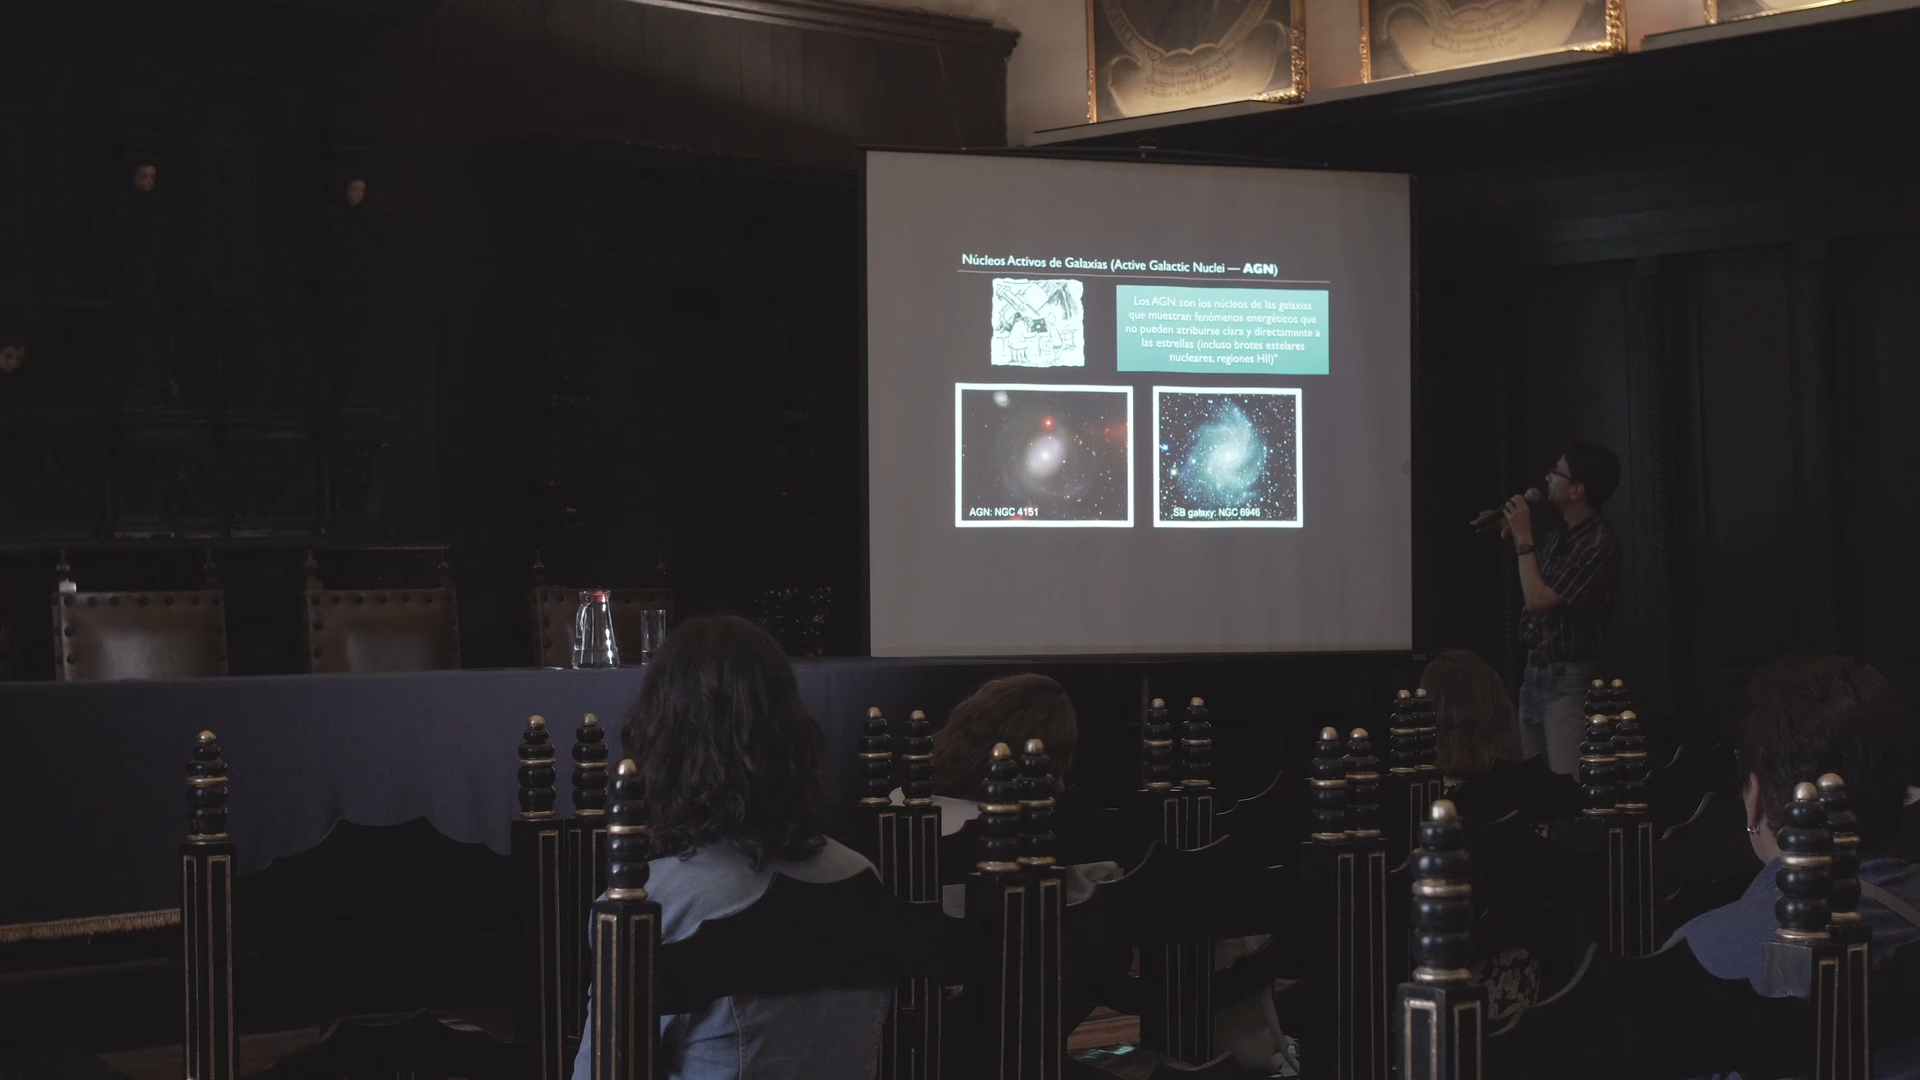 Núcleos Activos de Galaxias (Active Galactic Nuclei — AGN)
Los AGN son los núcleos de las galaxias
que muestran fenómenos energéticos que
no pueden atribuirse clara y directamente a
las estrellas (incluso brotes estelares
nucleares, regiones HII)"
AGN: NGC 4151
SB galaxy: NGC 6946